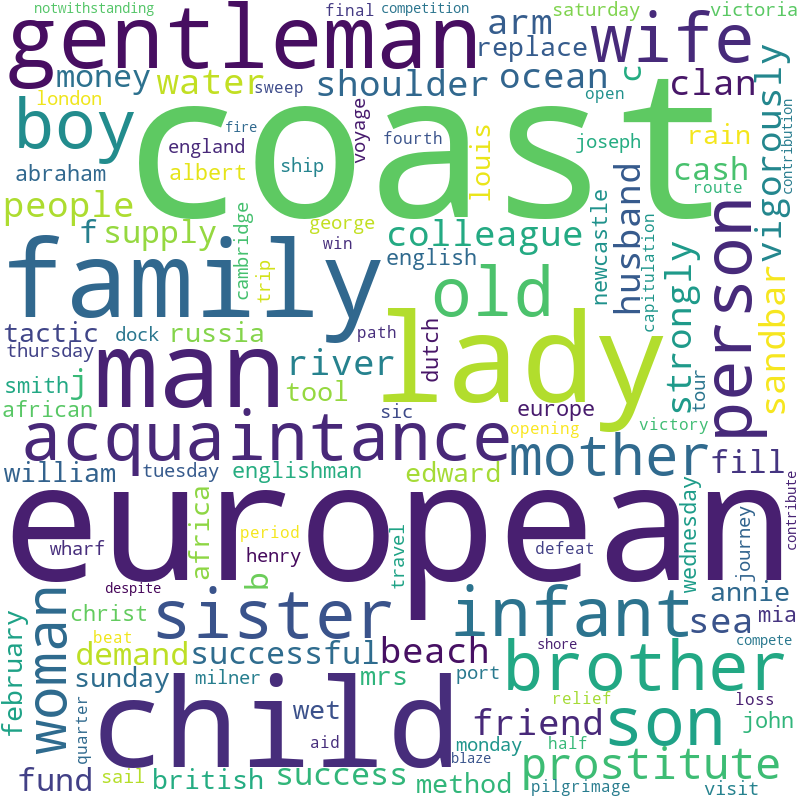 notwithstanding
final
competition
saturday
victoria
gentleman
arm
wife
replace
money
water
sweep
shoulder
ocean
c
clan
vigorously
contribution
london
boy
coast
open
england
fire
ship
voyage
fourth
louis
joseph
rain
abraham
albert
cash
route
people
f
supply
cambridge
george
win
colleague
english
newcastle
husband
capitulation
strongly
person
sandbar
family
trip
old
tactic
dock
russia
path
thursday
man
river
dutch
lady
tour
smith
j
tool
african
sic
europe
victory
acquaintance
opening
mother
fill
william
tuesday
englishman
edward
wednesday
contribute
european
africa
wharf
period
henry
b
travel
defeat
journey
despite
annie
february
woman
christ
sister
infant
sea
mia
beat
demand
successful
beach
shore
compete
brother
sunday
milner
mrs
port
quarter
child
wet
relief
loss
friend
son
john
aid
monday
half
prostitute
blaze
fund
sail
british
success
method
pilgrimage
visit